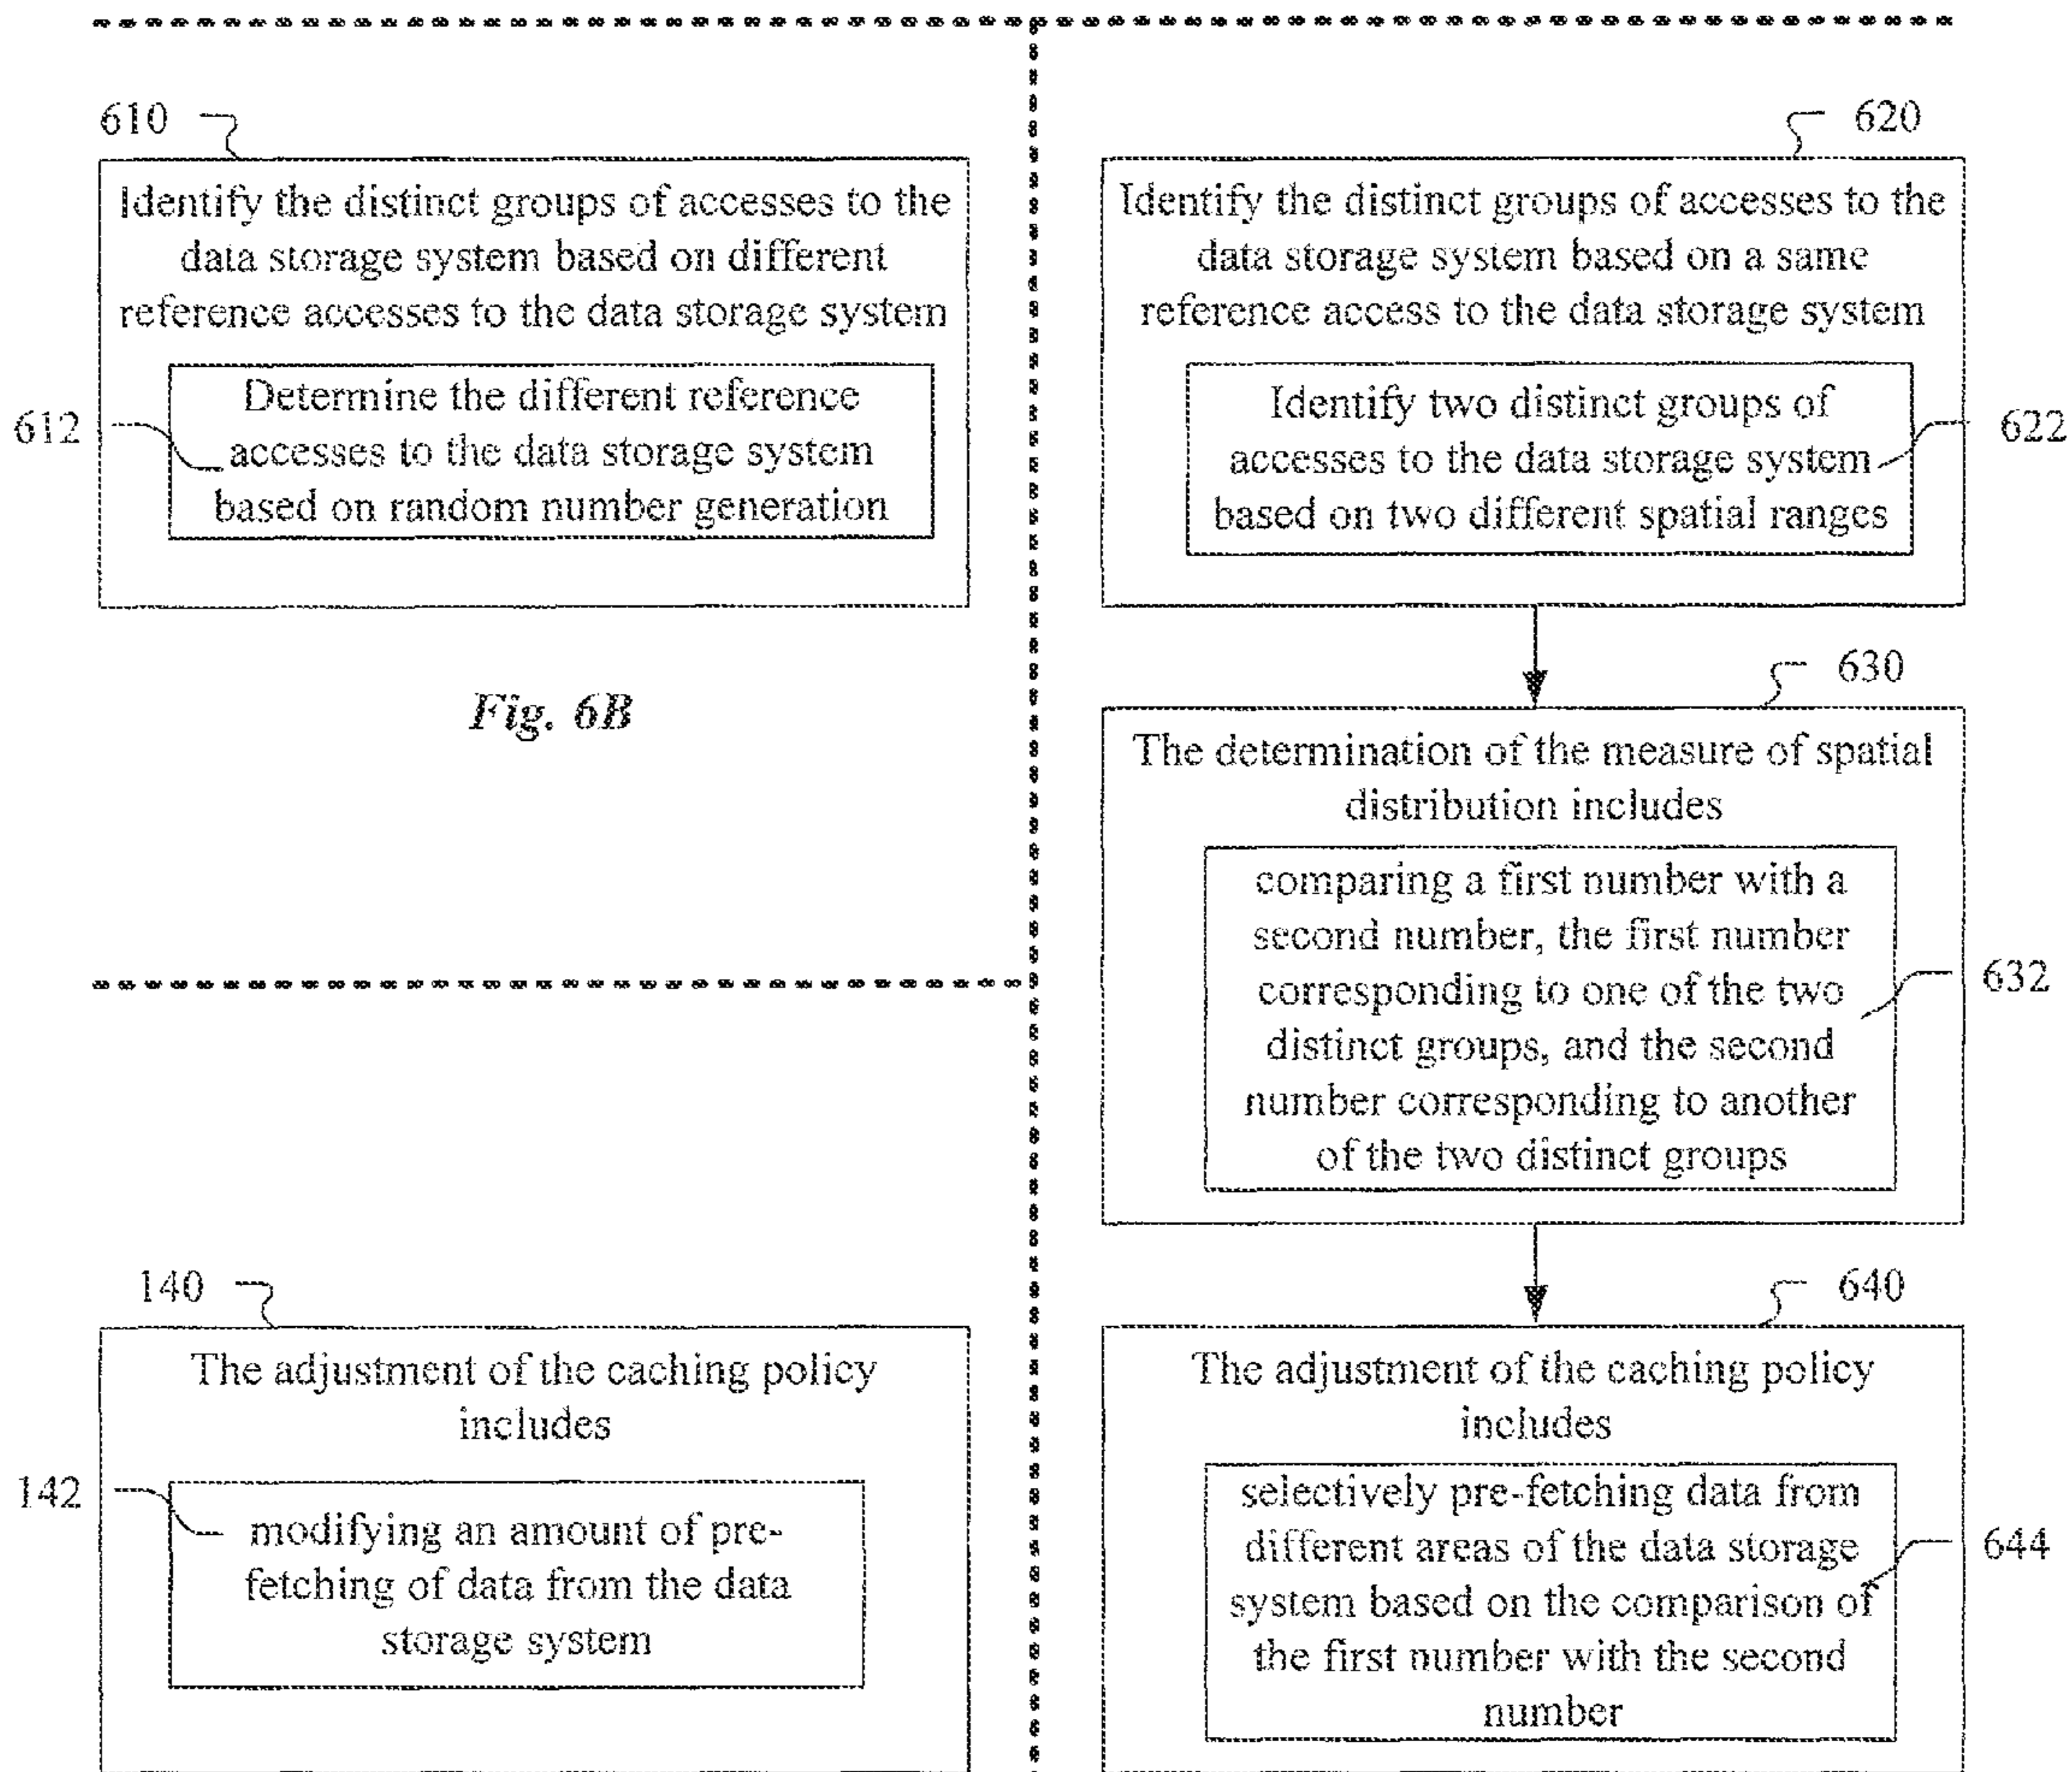 610
Identify the distinct groups of accesses to the
data storage system based on different
reference accesses to the data storage system
612
Determine the different reference
accesses to the data storage system
based on random number generation
Fig. 6B
620
Identify the distinct groups of accesses to the
data storage system based on a same
reference access to the data storage system
Identify two distinct groups of
accesses to the data storage system
based on two different spatial ranges
622
630
The determination of the measure of spatial
distribution includes
comparing a first number with a
second number, the first number
corresponding to one of the two
distinct groups, and the second
number corresponding to another
of the two distinct groups
632
140
The adjustment of the caching policy
includes
142
modifying an amount of pre-
fetching of data from the data
storage system
640
The adjustment of the caching policy
includes
selectively pre-fetching data from
different areas of the data storage
system based on the comparison of
the first number with the second
number
644